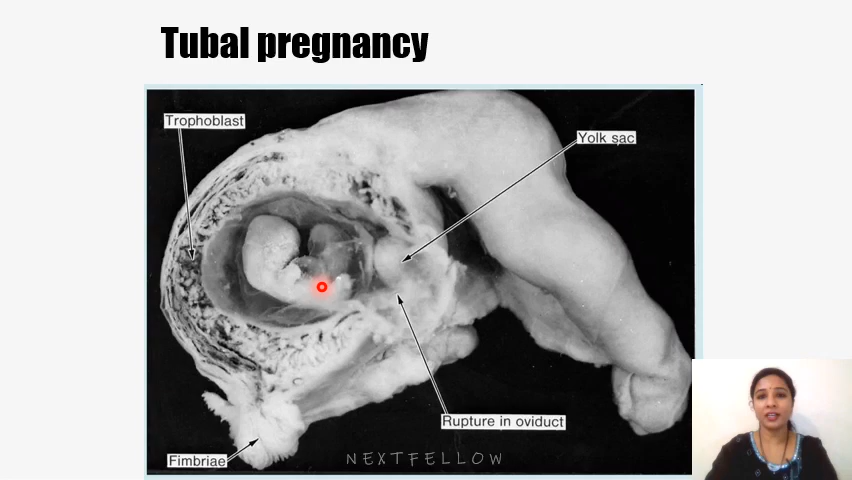 Tubal pregnancy
Trophoblast
Yolk sac
Rupture in oviduct
Fimbriae
NEXTFELLOW